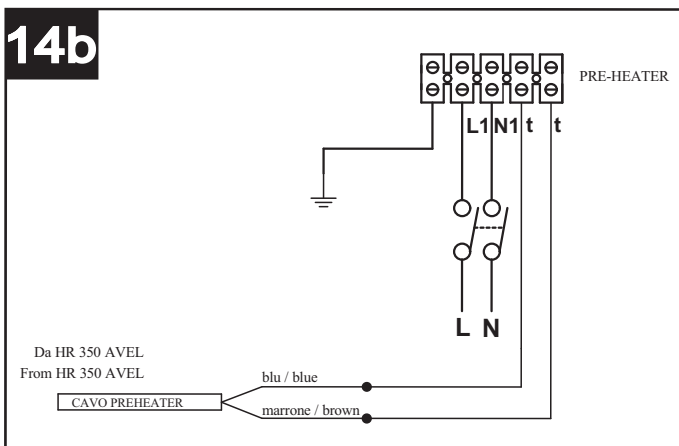 14b
PRE-HEATER
L1 N1 t t
L N
Da HR 350 AVEL
From HR 350 AVEL
blu / blue
CAVO PREHEATER
marrone / brown